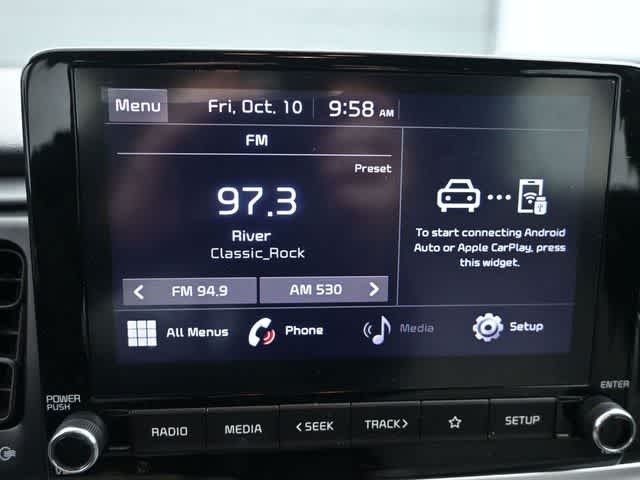 Menu Fri, Oct. 10 9:58 AM
FM
Preset
97.3
River
Classic_Rock
FM 94.9 AM 530
To start connecting Android
Auto or Apple CarPlay, press
this widget.
All Menus Phone Media Setup
POWER
PUSH
ENTER
RADIO MEDIA <SEEK TRACK> SETUP